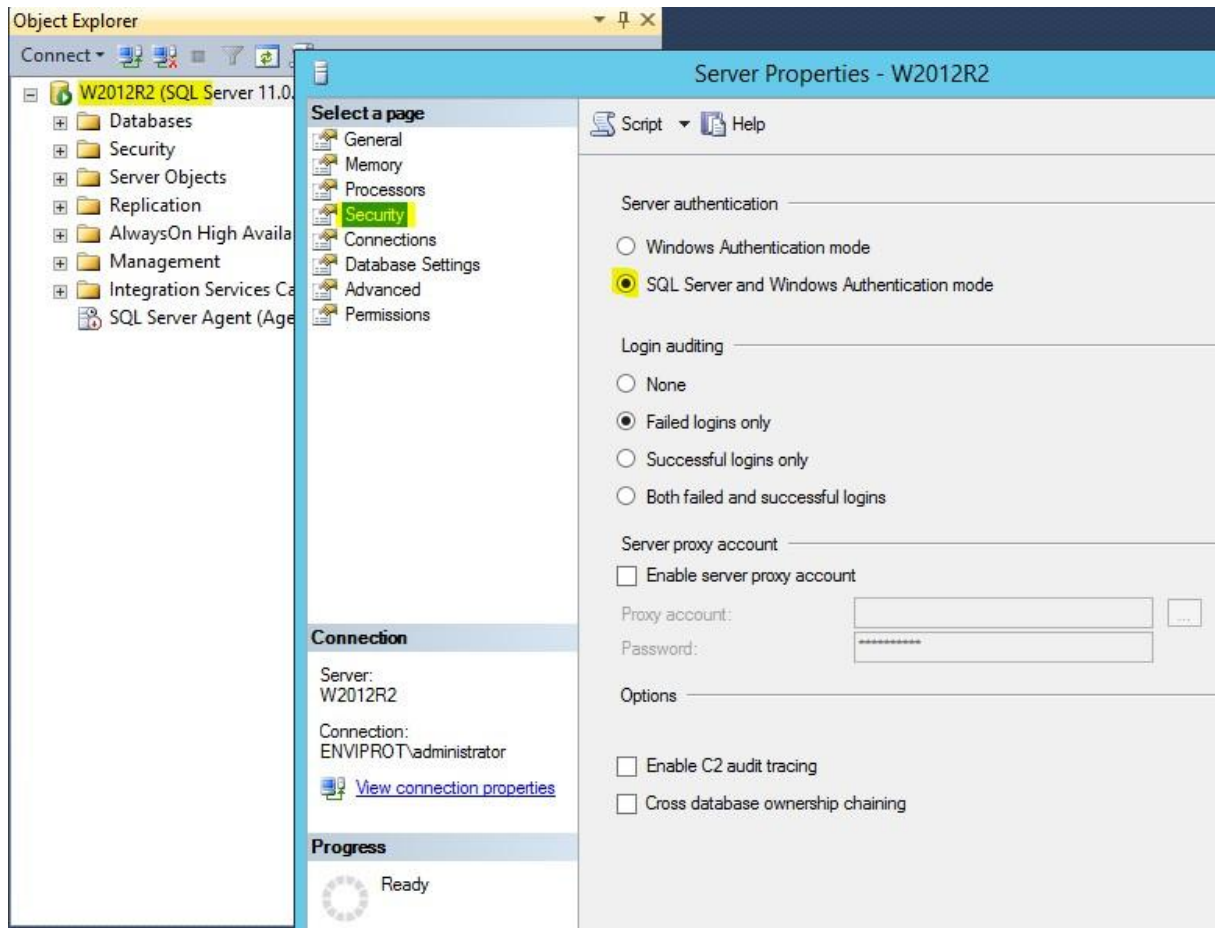 Object Explorer
Connect
W2012R2 (SQL Server 11.0.
Databases
Security
Server Objects
Replication
AlwaysOn High Availa
Management
Integration Services Ca
SQL Server Agent (Age
Server Properties - W2012R2
Select a page
General
Memory
Processors
Security
Connections
Database Settings
Advanced
Permissions
Script Help
Server authentication
Windows Authentication mode
SQL Server and Windows Authentication mode
Login auditing
None
Failed logins only
Successful logins only
Both failed and successful logins
Server proxy account
Enable server proxy account
Proxy account:
...
Password:
**********
Options
Enable C2 audit tracing
Cross database ownership chaining
Connection
Server:
W2012R2
Connection:
ENVIPROT\administrator
View connection properties
Progress
Ready